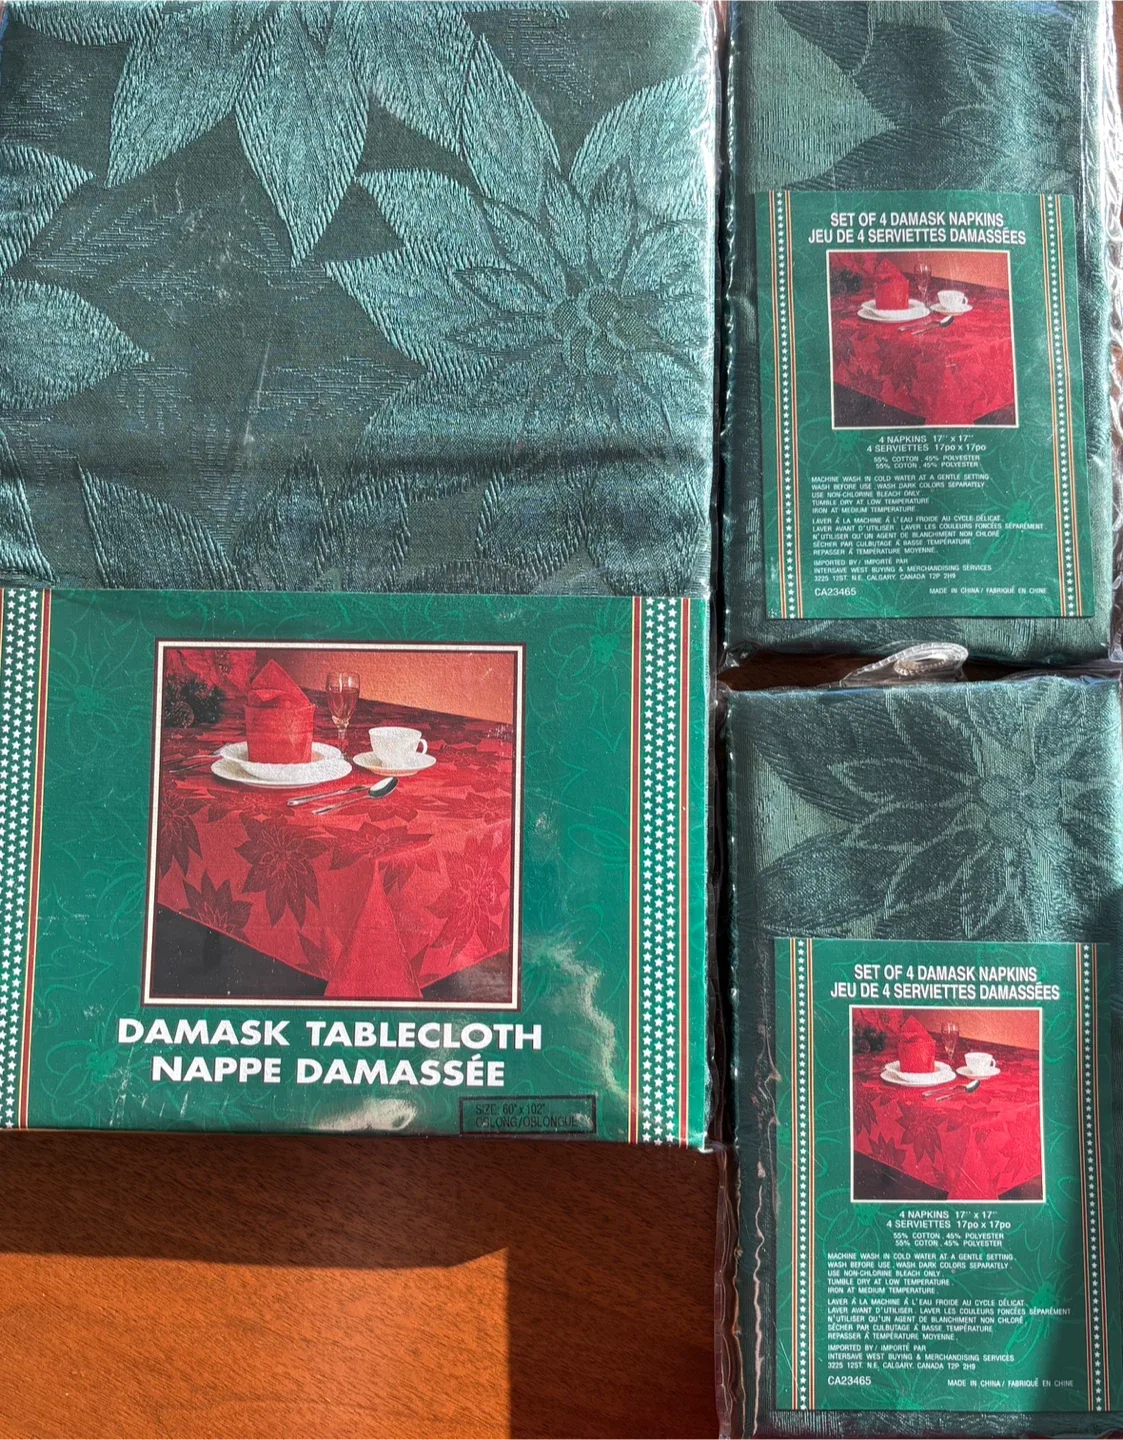 DAMASK TABLECLOTH
NAPPE DAMASSÉE
SIZE: 60" x 102"
OBLONG/OBLONGUE
SET OF 4 DAMASK NAPKINS
JEU DE 4 SERVIETTES DAMASSÉES
4 NAPKINS 17" x 17"
4 SERVIETTES 17po x 17po
55% COTTON . 45% POLYESTER
55% COTON . 45% POLYESTER
MACHINE WASH IN COLD WATER AT A GENTLE SETTING.
WASH BEFORE USE . WASH DARK COLORS SEPARATELY.
USE NON-CHLORINE BLEACH ONLY.
TUMBLE DRY AT LOW TEMPERATURE.
IRON AT MEDIUM TEMPERATURE.
LAVER À LA MACHINE À L'EAU FROIDE AU CYCLE DÉLICAT.
LAVER AVANT D'UTILISER . LAVER LES COULEURS FONCÉES SÉPARÉMENT
N'UTILISER QU'UN AGENT DE BLANCHIMENT NON CHLORÉ
SÉCHER PAR CULBUTAGE À BASSE TEMPÉRATURE.
REPASSER À TEMPÉRATURE MOYENNE.
IMPORTED BY / IMPORTÉ PAR
INTERSAVE WEST BUYING & MERCHANDISING SERVICES
3225 12ST. N.E. CALGARY, CANADA T2P 2H9
CA23465 MADE IN CHINA / FABRIQUÉ EN CHINE
SET OF 4 DAMASK NAPKINS
JEU DE 4 SERVIETTES DAMASSÉES
4 NAPKINS 17" x 17"
4 SERVIETTES 17po x 17po
55% COTTON . 45% POLYESTER
55% COTON . 45% POLYESTER
MACHINE WASH IN COLD WATER AT A GENTLE SETTING.
WASH BEFORE USE . WASH DARK COLORS SEPARATELY.
USE NON-CHLORINE BLEACH ONLY.
TUMBLE DRY AT LOW TEMPERATURE.
IRON AT MEDIUM TEMPERATURE.
LAVER À LA MACHINE À L'EAU FROIDE AU CYCLE DÉLICAT.
LAVER AVANT D'UTILISER . LAVER LES COULEURS FONCÉES SÉPARÉMENT
N'UTILISER QU'UN AGENT DE BLANCHIMENT NON CHLORÉ
SÉCHER PAR CULBUTAGE À BASSE TEMPÉRATURE.
REPASSER À TEMPÉRATURE MOYENNE.
IMPORTED BY / IMPORTÉ PAR
INTERSAVE WEST BUYING & MERCHANDISING SERVICES
3225 12ST. N.E. CALGARY, CANADA T2P 2H9
CA23465 MADE IN CHINA / FABRIQUÉ EN CHINE